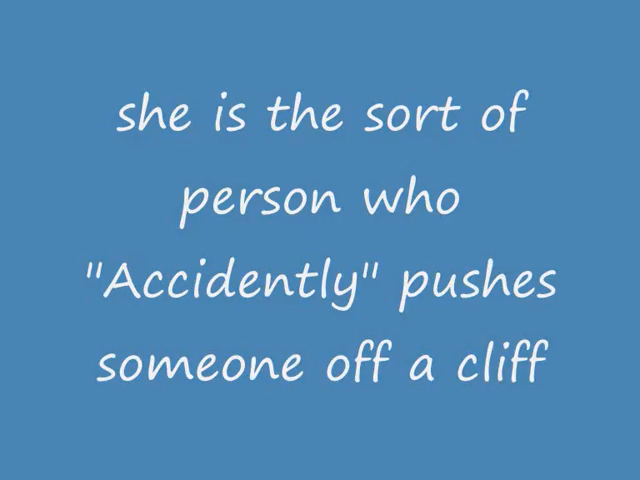 she is the sort of
person who
"Accidently" pushes
someone off a cliff